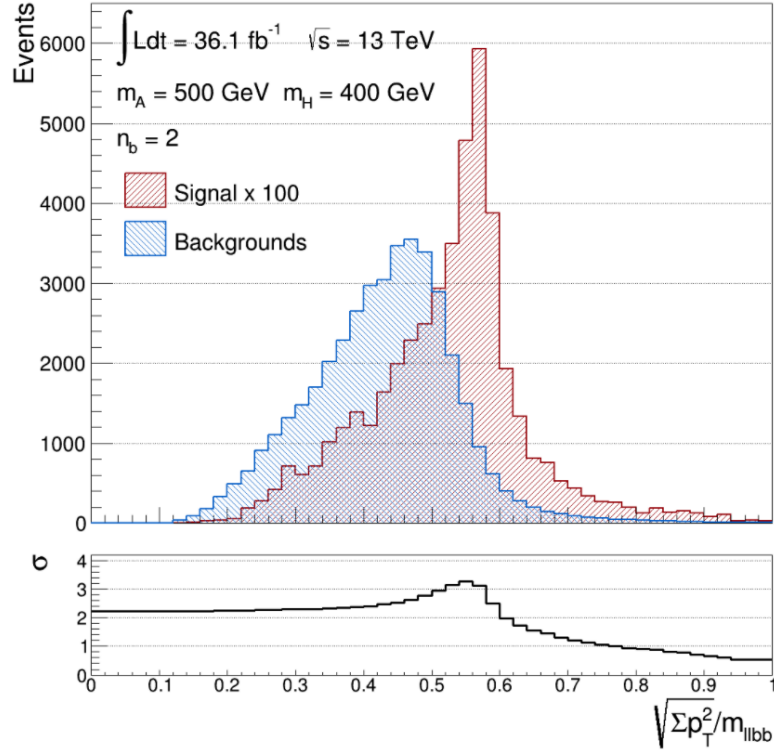 Events
∫Ldt = 36.1 fb⁻¹ √s = 13 TeV
m_A = 500 GeV m_H = 400 GeV
n_b = 2
Signal x 100
Backgrounds
6000
5000
4000
3000
2000
1000
0
σ
4
3
2
1
0
0 0.1 0.2 0.3 0.4 0.5 0.6 0.7 0.8 0.9 1
√Σp_T²/m_llbb